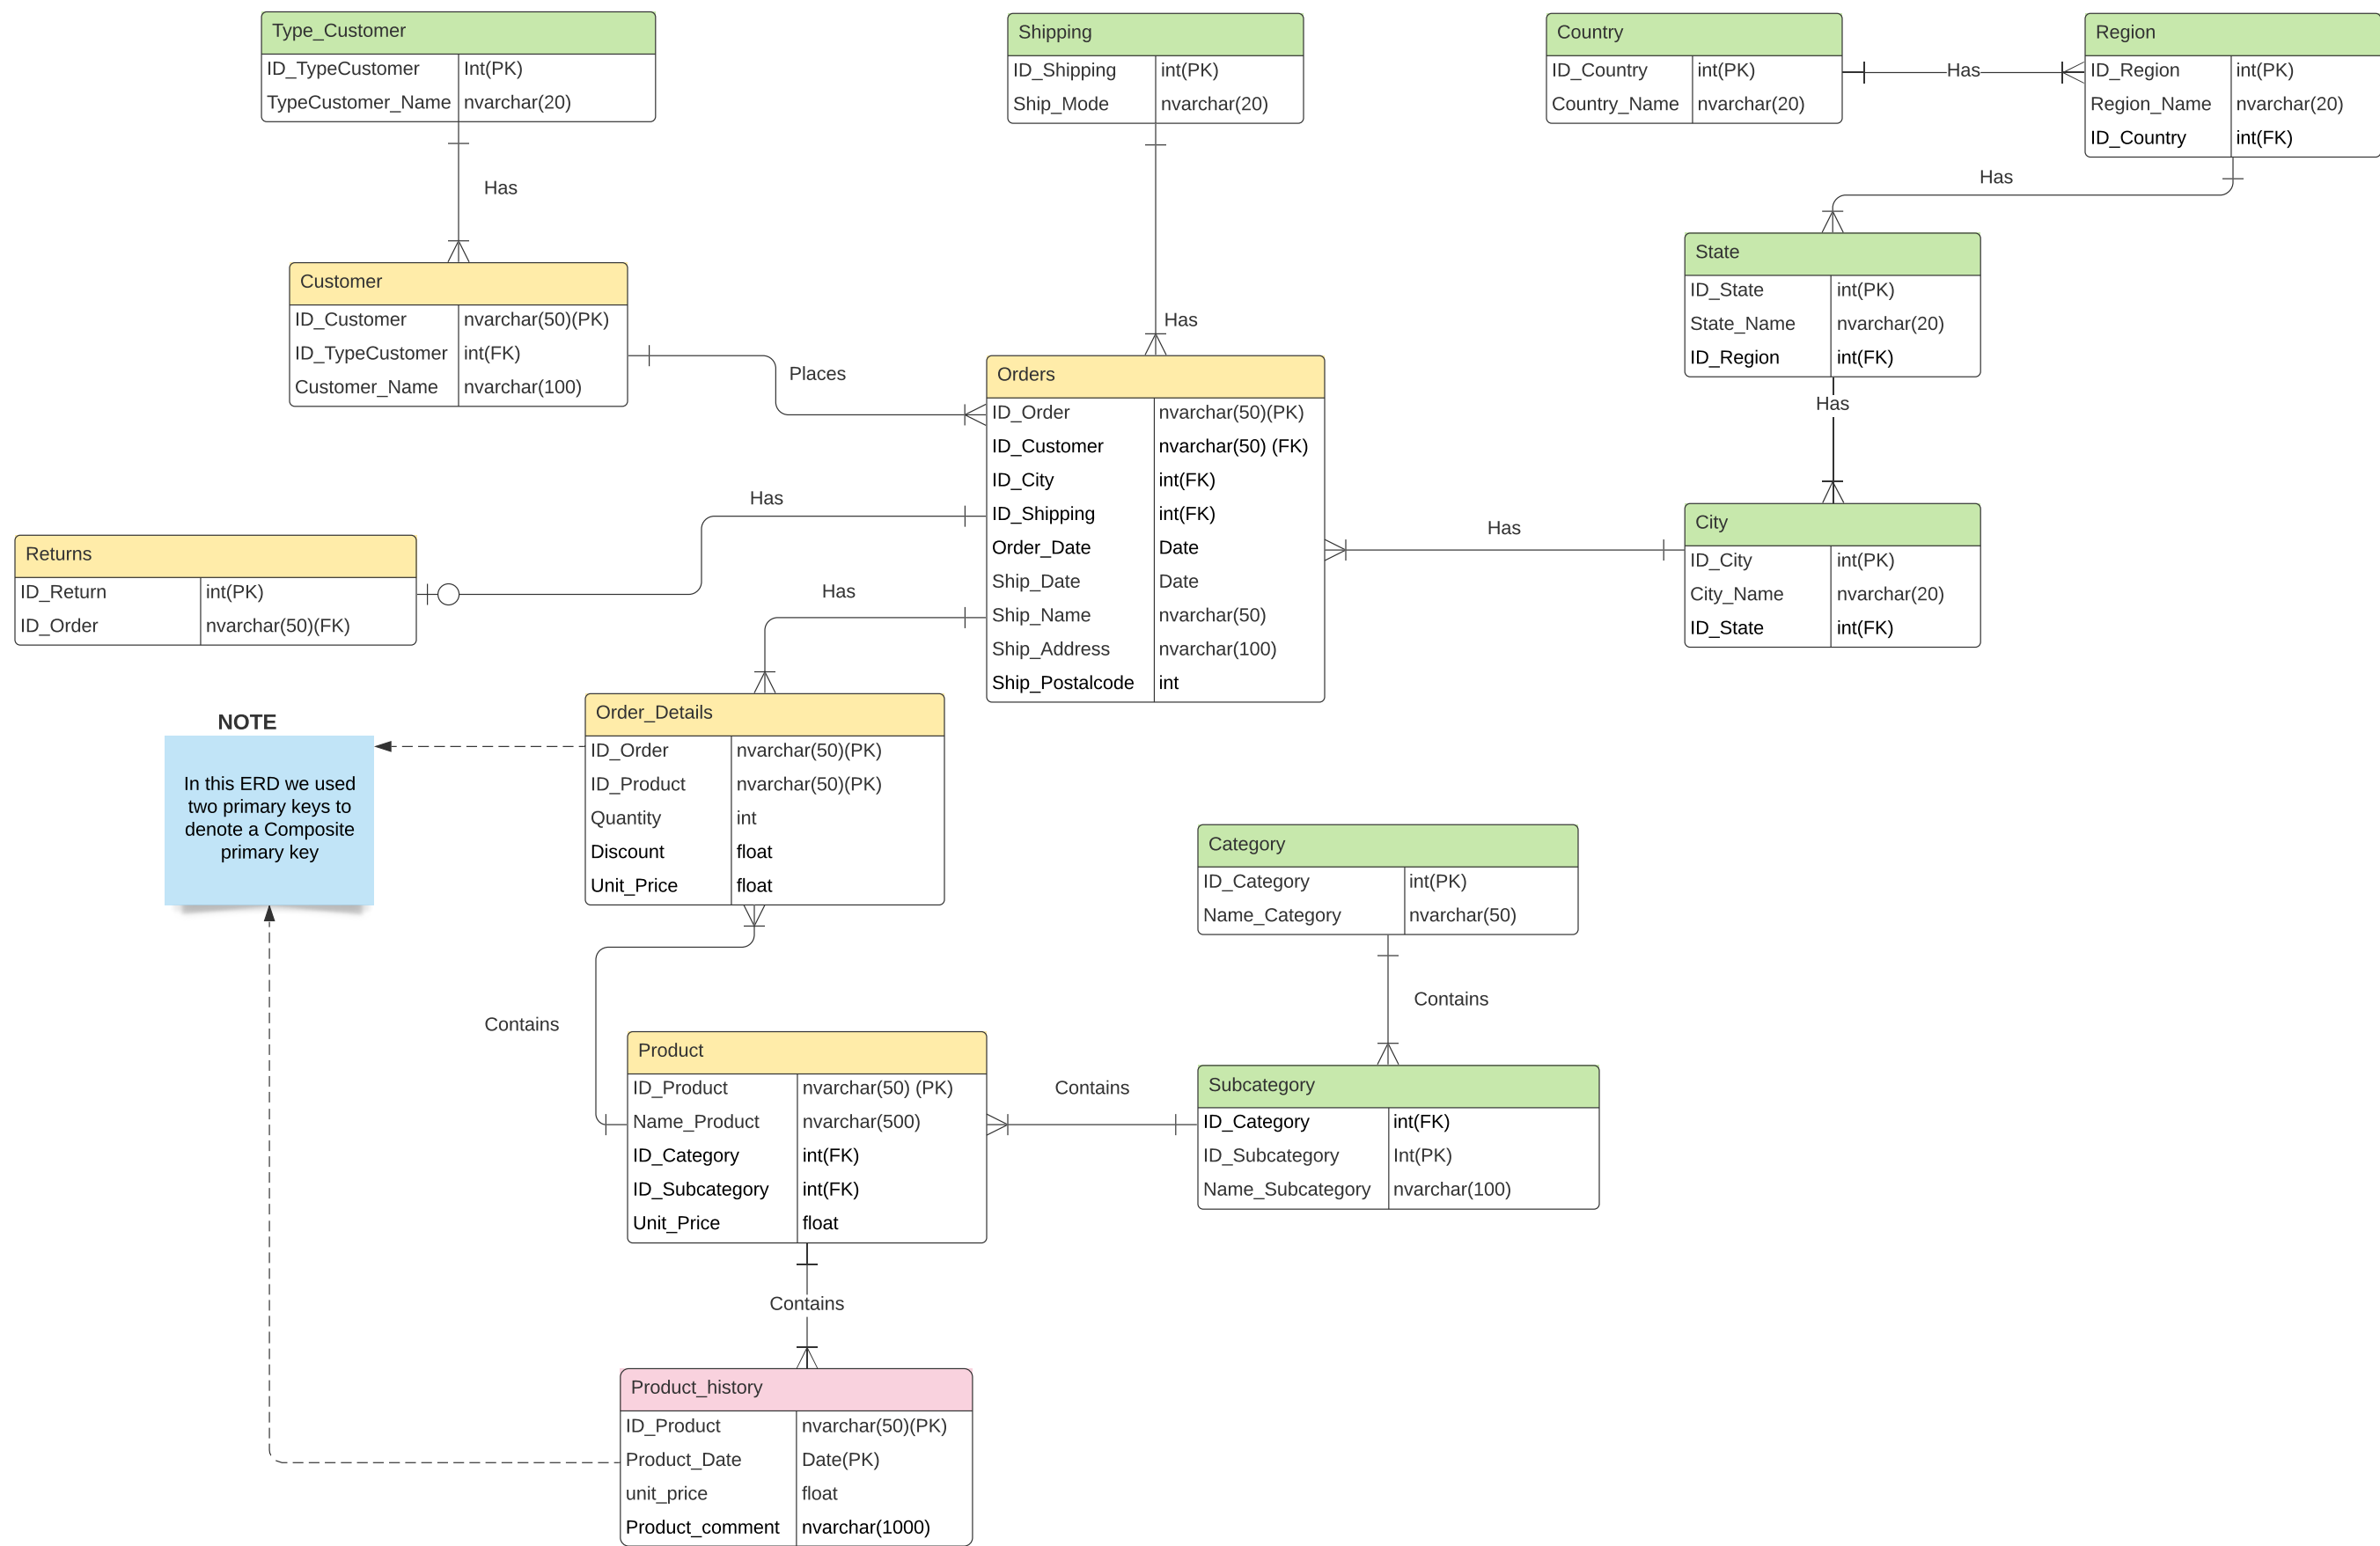 Type_Customer
ID_TypeCustomer Int(PK)
TypeCustomer_Name nvarchar(20)
Shipping
ID_Shipping int(PK)
Ship_Mode nvarchar(20)
Country
ID_Country int(PK)
Country_Name nvarchar(20)
Has
Region
ID_Region int(PK)
Region_Name nvarchar(20)
ID_Country int(FK)
Has
Has
State
ID_State int(PK)
State_Name nvarchar(20)
ID_Region int(FK)
Has
Customer
ID_Customer nvarchar(50)(PK)
ID_TypeCustomer int(FK)
Customer_Name nvarchar(100)
Places
Has
Orders
ID_Order nvarchar(50)(PK)
ID_Customer nvarchar(50) (FK)
ID_City int(FK)
ID_Shipping int(FK)
Order_Date Date
Ship_Date Date
Ship_Name nvarchar(50)
Ship_Address nvarchar(100)
Ship_Postalcode int
Has
City
ID_City int(PK)
City_Name nvarchar(20)
ID_State int(FK)
Has
Returns
ID_Return int(PK)
ID_Order nvarchar(50)(FK)
Has
Order_Details
ID_Order nvarchar(50)(PK)
ID_Product nvarchar(50)(PK)
Quantity int
Discount float
Unit_Price float
NOTE
In this ERD we used
two primary keys to
denote a Composite
primary key
Category
ID_Category int(PK)
Name_Category nvarchar(50)
Contains
Contains
Product
ID_Product nvarchar(50) (PK)
Name_Product nvarchar(500)
ID_Category int(FK)
ID_Subcategory int(FK)
Unit_Price float
Contains
Subcategory
ID_Category int(FK)
ID_Subcategory Int(PK)
Name_Subcategory nvarchar(100)
Contains
Product_history
ID_Product nvarchar(50)(PK)
Product_Date Date(PK)
unit_price float
Product_comment nvarchar(1000)